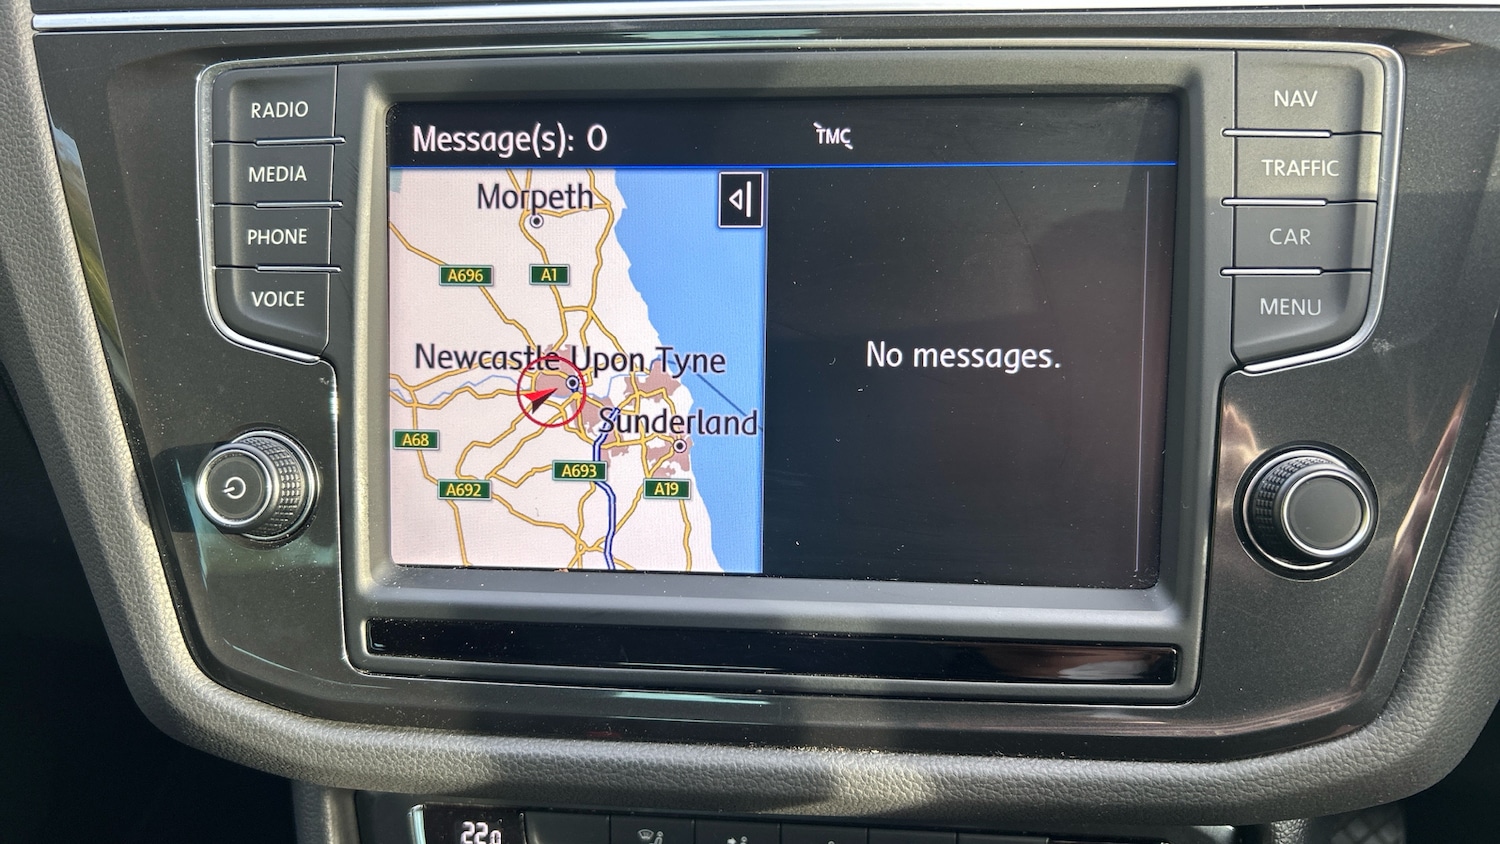 RADIO
MEDIA
PHONE
VOICE
Message(s): 0
TMC
Morpeth
A696
A1
Newcastle Upon Tyne
Sunderland
A68
A693
A692
A19
No messages.
NAV
TRAFFIC
CAR
MENU